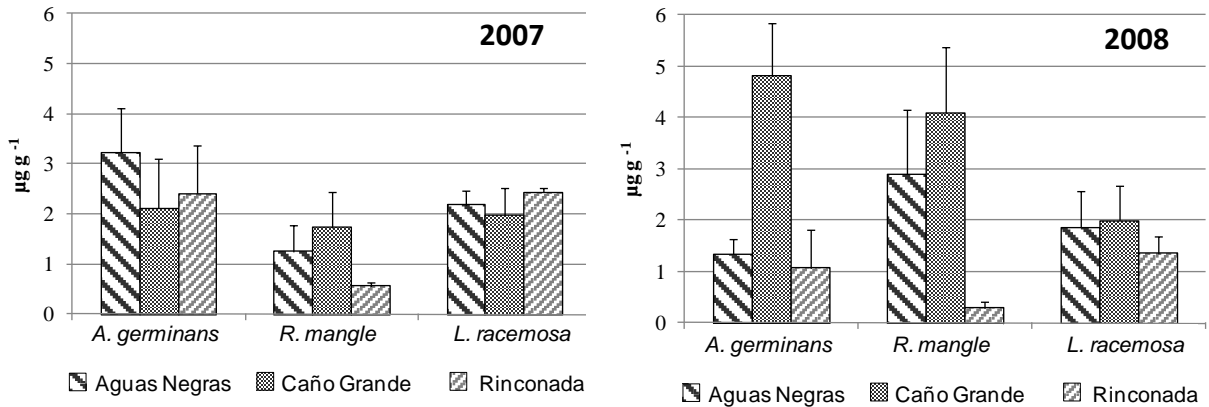 2007
6
5
4
3
2
1
0
µg g -1
A. germinans R. mangle L. racemosa
Aguas Negras Caño Grande Rinconada
2008
6
5
4
3
2
1
0
µg g -1
A. germinans R. mangle L. racemosa
Aguas Negras Caño Grande Rinconada